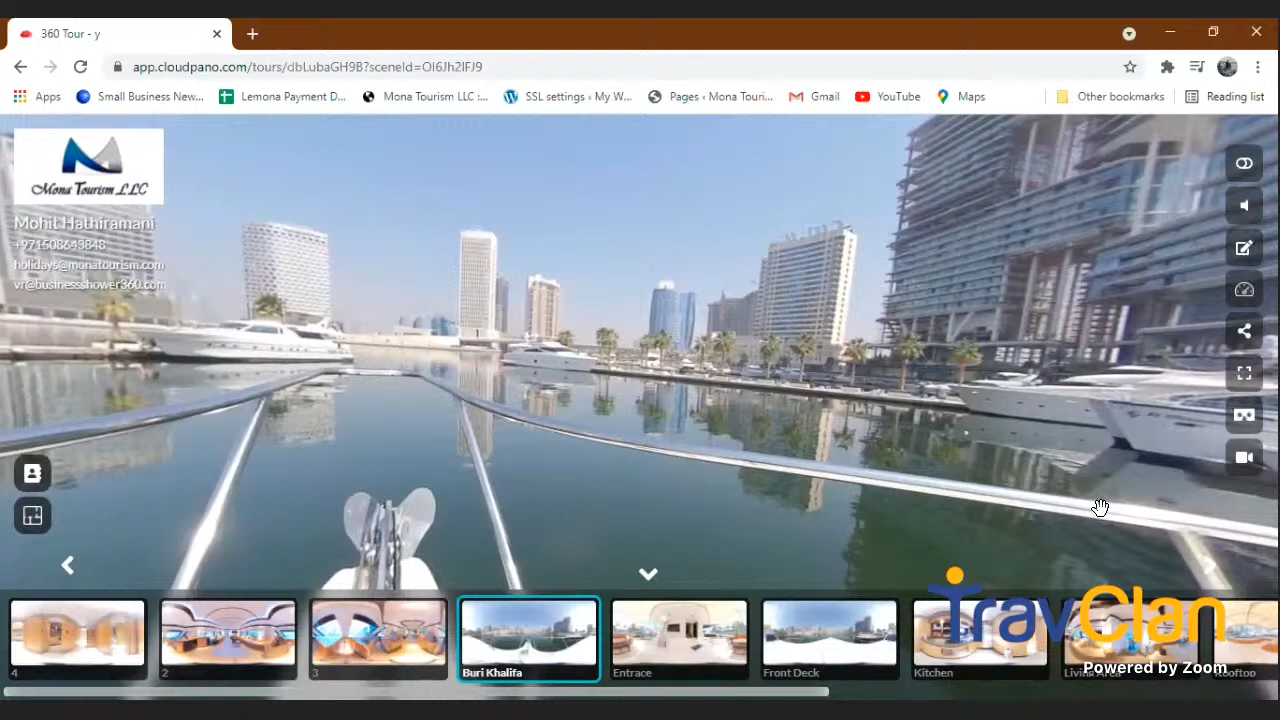 360 Tour - y
app.cloudpano.com/tours/dbLubaGH9B?sceneId=OI6Jh2IFJ9
Apps
Small Business New...
Lemona Payment D...
Mona Tourism LLC :...
SSL settings ‹ My W...
Pages ‹ Mona Touri...
Gmail
YouTube
Maps
Other bookmarks
Reading list
Mona Tourism LLC
Mohit Hathiramani
+971508643848
holidays@monatourism.com
vr@businessshower360.com
4
2
3
Burj Khalifa
Entrace
Front Deck
Kitchen
Living Area
Rooftop
TravClan
Powered by Zoom